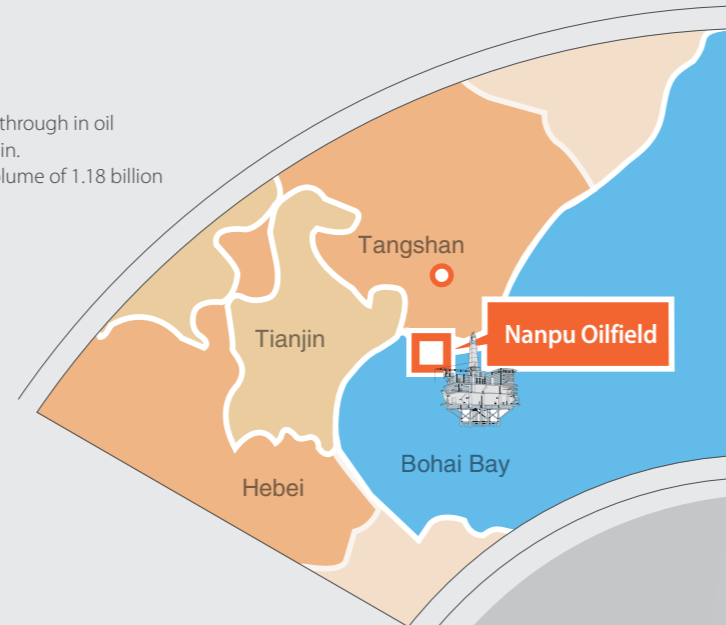 through in oil
in.
lume of 1.18 billion
Tangshan
Nanpu Oilfield
Tianjin
Bohai Bay
Hebei